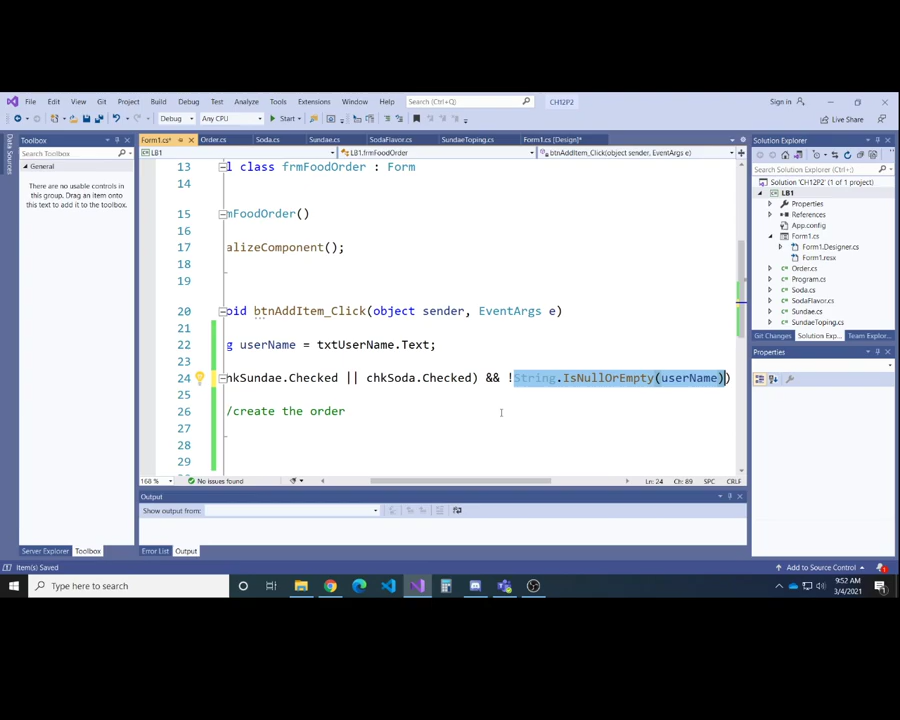 File Edit View Git Project Build Debug Test Analyze Tools Extensions Window Help Search (Ctrl+Q) CH12P2 Sign in
Debug Any CPU Start Live Share
Data Sources
Toolbox
Search Toolbox
General
There are no usable controls in
this group. Drag an item onto
this text to add it to the toolbox.
Form1.cs* Order.cs Soda.cs Sundae.cs SodaFlavor.cs SundaeToping.cs Form1.cs [Design]*
LB1 LB1.frmFoodOrder btnAddItem_Click(object sender, EventArgs e)
13 l class frmFoodOrder : Form
14
15 mFoodOrder()
16
17 alizeComponent();
18
19
20 oid btnAddItem_Click(object sender, EventArgs e)
21
22 g userName = txtUserName.Text;
23
24 hkSundae.Checked || chkSoda.Checked) && !String.IsNullOrEmpty(userName))
25
26 /create the order
27
28
29
168 % No issues found Ln: 24 Ch: 89 SPC CRLF
Output
Show output from:
Error List Output
Server Explorer Toolbox
Solution Explorer
Search Solution Explorer (Ctrl+;)
Solution 'CH12P2' (1 of 1 project)
LB1
Properties
References
App.config
Form1.cs
Form1.Designer.cs
Form1.resx
Order.cs
Program.cs
Soda.cs
SodaFlavor.cs
Sundae.cs
SundaeToping.cs
Git Changes Solution Exp... Team Explor...
Properties
Item(s) Saved Add to Source Control
Type here to search
9:52 AM
3/4/2021